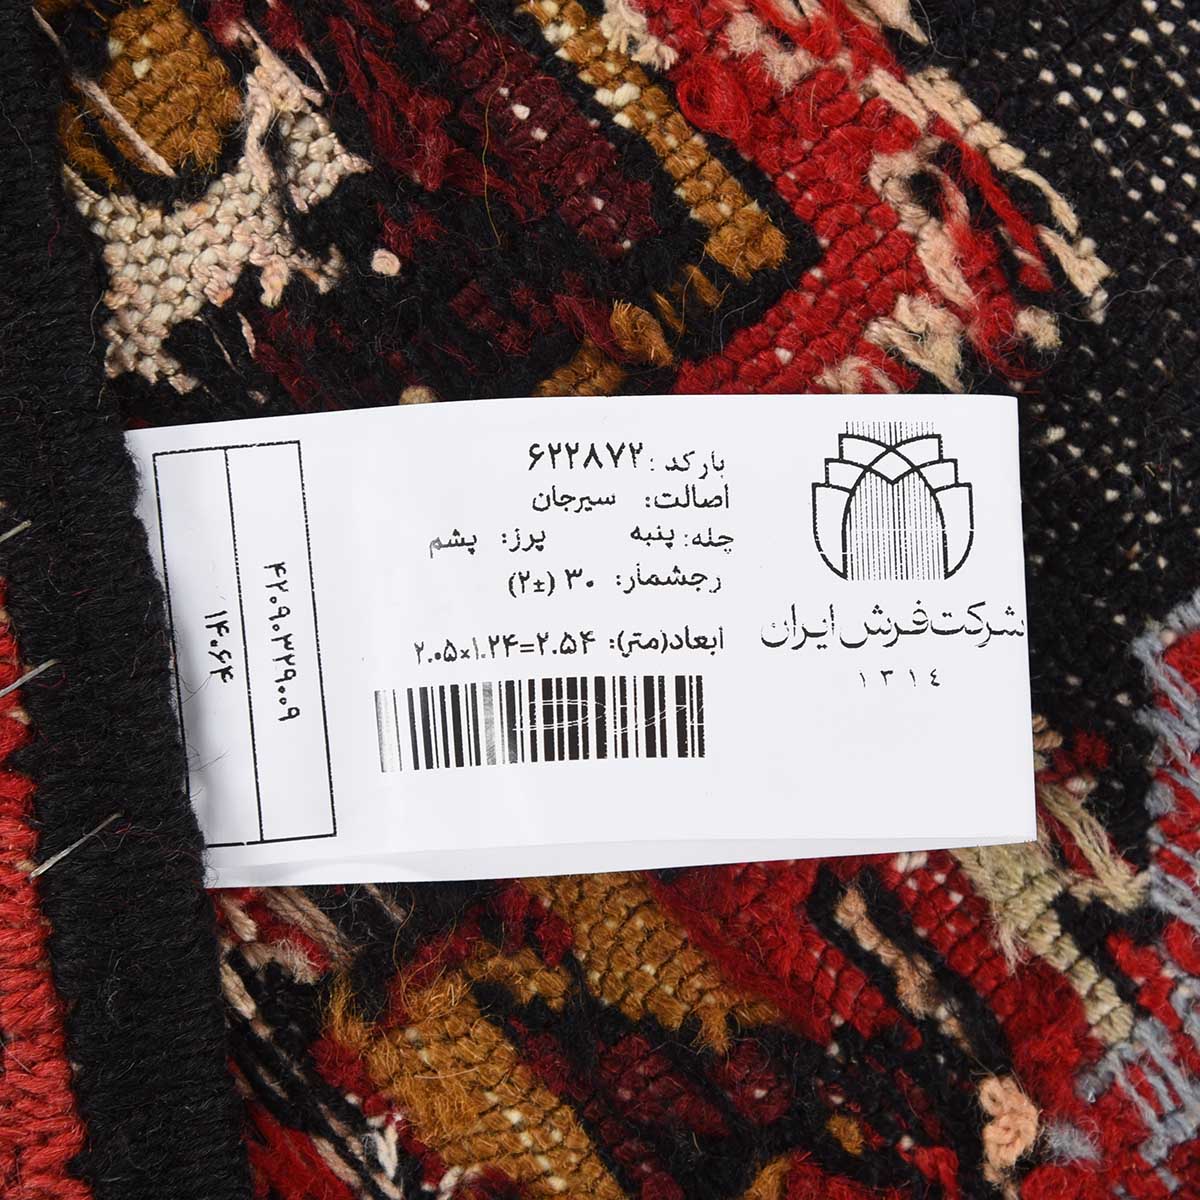 بارکد: ۶۲۲۸۷۲
اصالت: سیرجان
چله: پنبه پرز: پشم
رجشمار: ۳۰ (±۲)
ابعاد(متر): ۲.۵۴=۱.۲۴×۲.۰۵
شرکت فرش ایران
۱۳۱۴
۴۲۰۹۰۲۲۹۰۰۹
۱۴۰۶۴